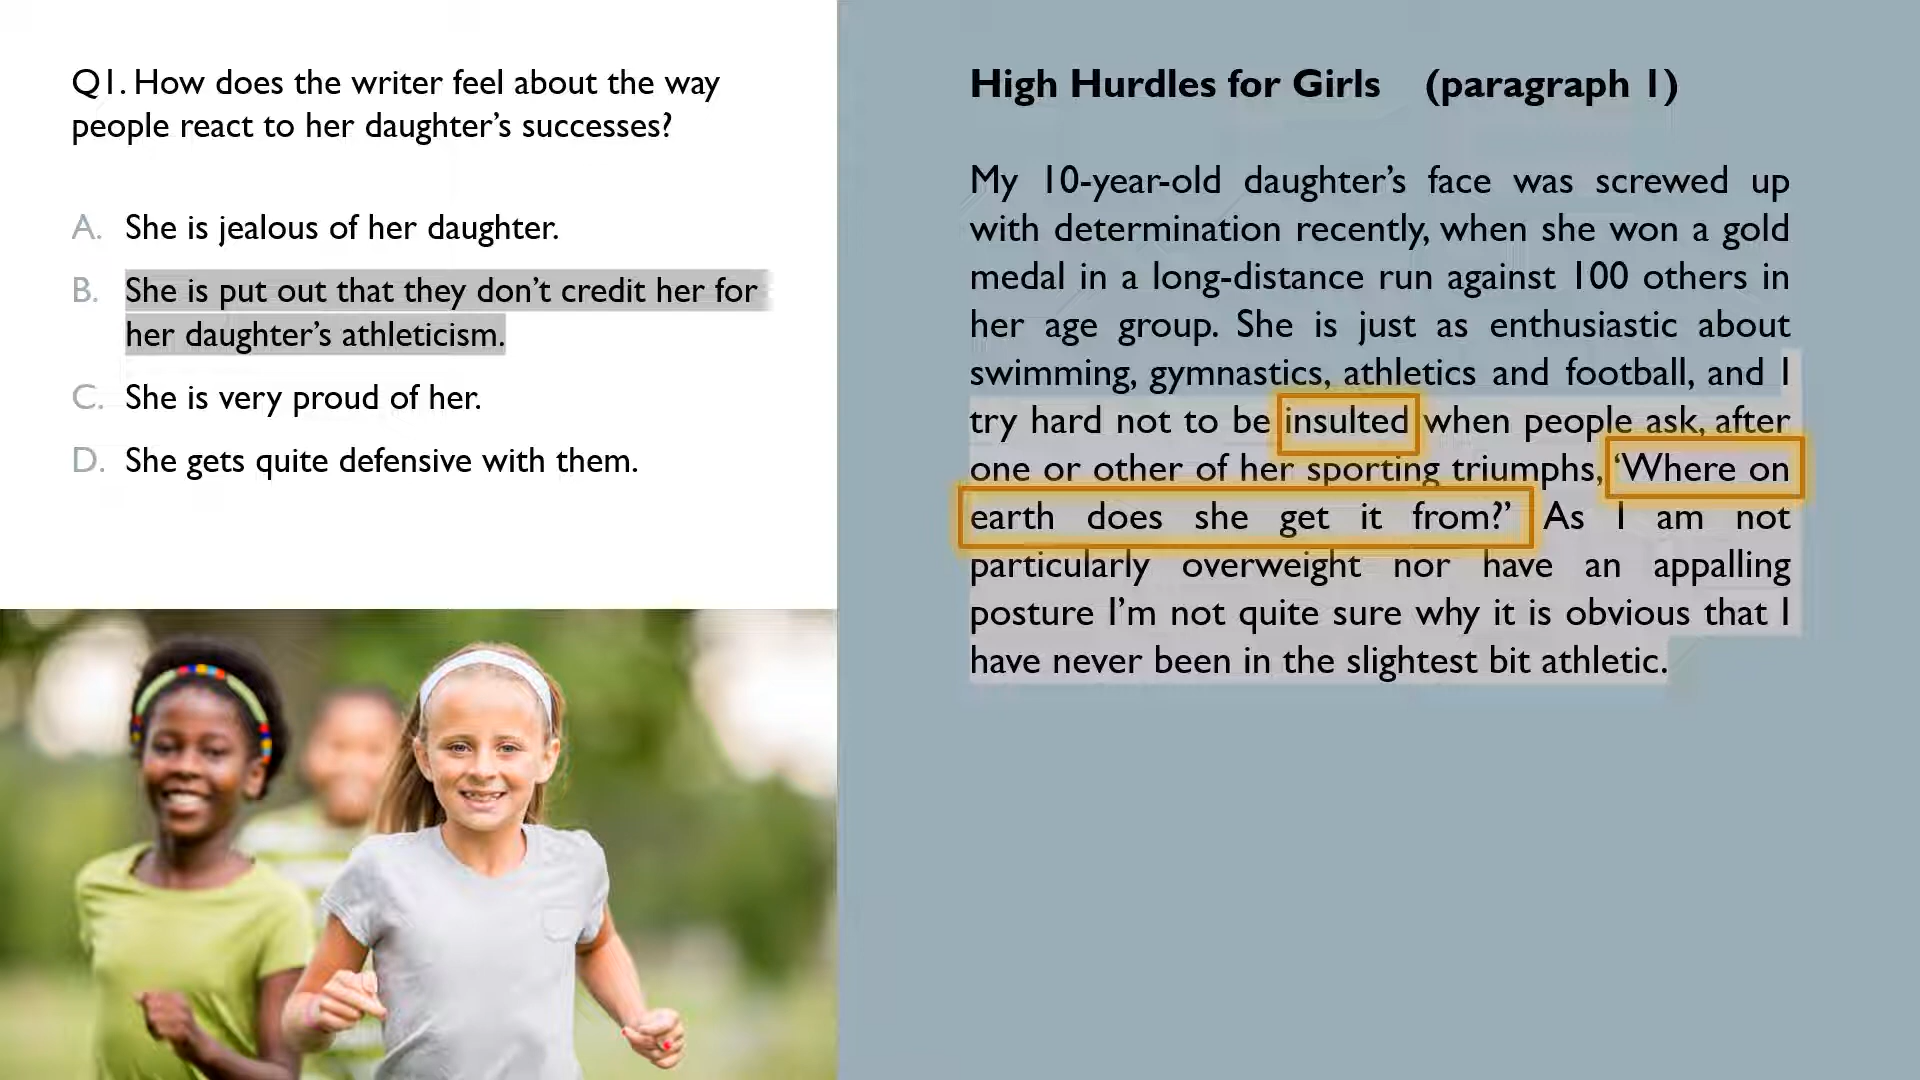 Q1. How does the writer feel about the way
people react to her daughter’s successes?
A. She is jealous of her daughter.
B. She is put out that they don’t credit her for
her daughter’s athleticism.
C. She is very proud of her.
D. She gets quite defensive with them.
High Hurdles for Girls (paragraph 1)
My 10-year-old daughter’s face was screwed up
with determination recently, when she won a gold
medal in a long-distance run against 100 others in
her age group. She is just as enthusiastic about
swimming, gymnastics, athletics and football, and I
try hard not to be insulted when people ask, after
one or other of her sporting triumphs, ‘Where on
earth does she get it from?’ As I am not
particularly overweight nor have an appalling
posture I’m not quite sure why it is obvious that I
have never been in the slightest bit athletic.